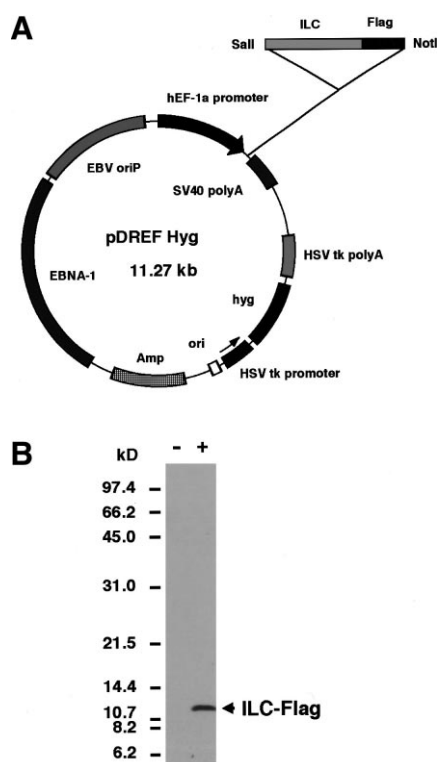 A
ILC Flag
SalI NotI
hEF-1a promoter
EBV oriP
SV40 polyA
pDREF Hyg
11.27 kb
HSV tk polyA
EBNA-1
hyg
ori
Amp
HSV tk promoter
B
kD - +
97.4
66.2
45.0
31.0
21.5
14.4
10.7
ILC-Flag
8.2
6.2